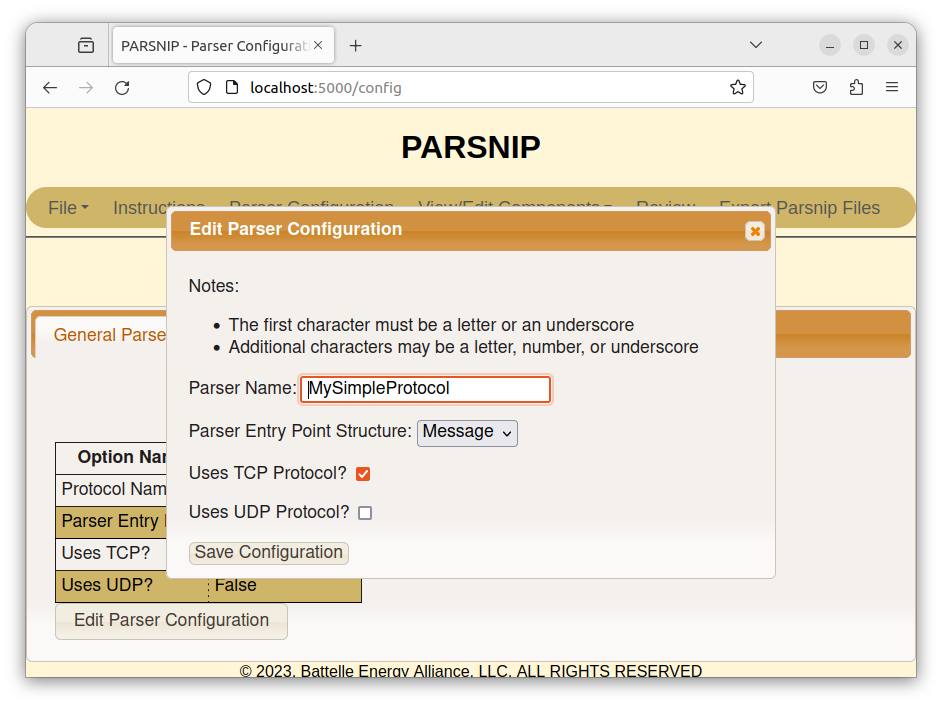 PARSNIP - Parser Configurat
localhost:5000/config
PARSNIP
File Instructions Parser Configuration View/Edit Components Review Export Parsnip Files
Edit Parser Configuration
Notes:
The first character must be a letter or an underscore
Additional characters may be a letter, number, or underscore
General Parse
Parser Name: MySimpleProtocol
Parser Entry Point Structure: Message
Uses TCP Protocol?
Uses UDP Protocol?
Save Configuration
Option Nar
Protocol Nam
Parser Entry
Uses TCP?
Uses UDP? False
Edit Parser Configuration
© 2023, Battelle Energy Alliance, LLC, ALL RIGHTS RESERVED